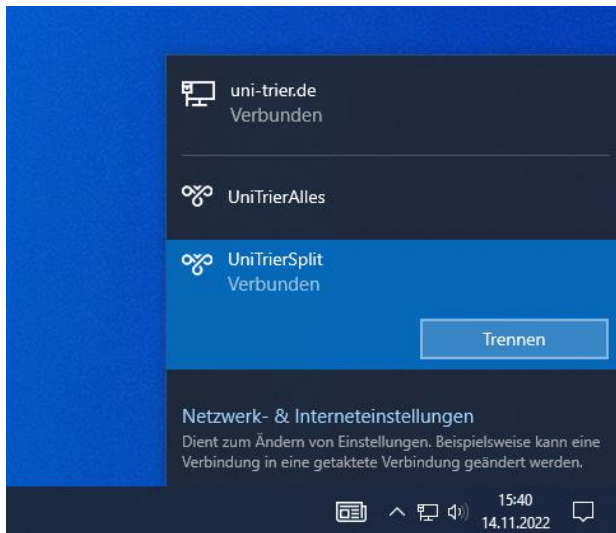 uni-trier.de
Verbunden
UniTrierAlles
UniTrierSplit
Verbunden
Trennen
Netzwerk- & Interneteinstellungen
Dient zum Ändern von Einstellungen. Beispielsweise kann eine
Verbindung in eine getaktete Verbindung geändert werden.
15:40
14.11.2022